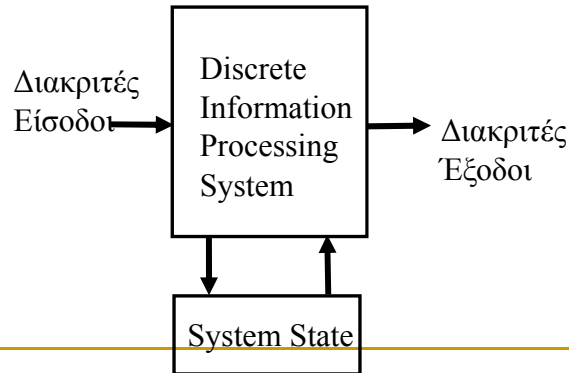 Διακριτές
Είσοδοι
Discrete
Information
Processing
System
Διακριτές
Έξοδοι
System State